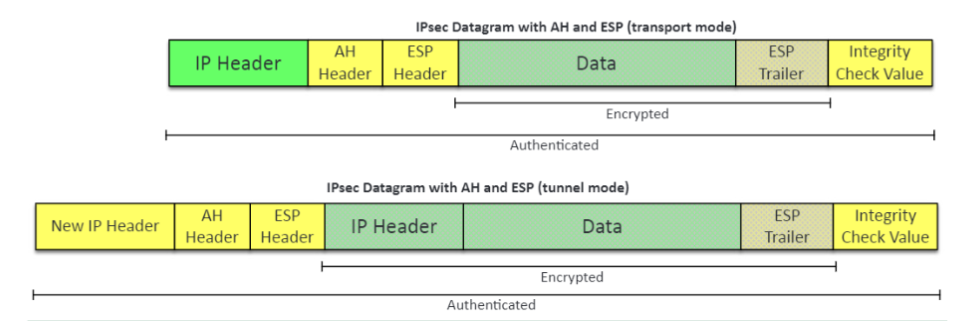 IPsec Datagram with AH and ESP (transport mode)
IP Header
AH
Header
ESP
Header
Data
ESP
Trailer
Integrity
Check Value
Encrypted
Authenticated
IPsec Datagram with AH and ESP (tunnel mode)
New IP Header
AH
Header
ESP
Header
IP Header
Data
ESP
Trailer
Integrity
Check Value
Encrypted
Authenticated